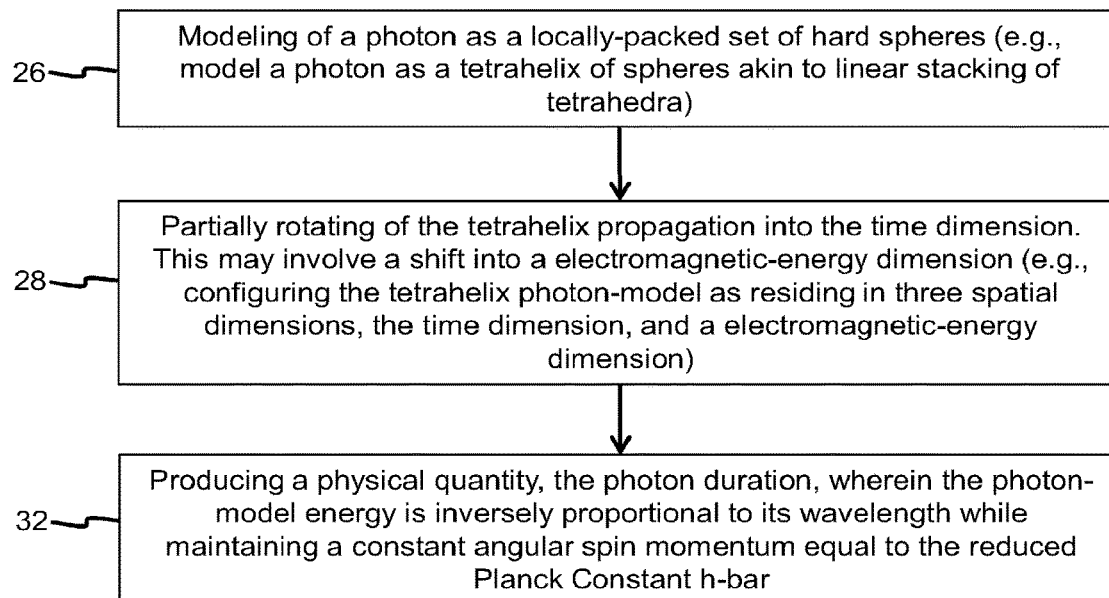 Modeling of a photon as a locally-packed set of hard spheres (e.g.,
26
model a photon as a tetrahelix of spheres akin to linear stacking of
tetrahedra)
Partially rotating of the tetrahelix propagation into the time dimension.
This may involve a shift into a electromagnetic-energy dimension (e.g.,
28
configuring the tetrahelix photon-model as residing in three spatial
dimensions, the time dimension, and a electromagnetic-energy
dimension)
Producing a physical quantity, the photon duration, wherein the photon-
32
model energy is inversely proportional to its wavelength while
maintaining a constant angular spin momentum equal to the reduced
Planck Constant h-bar